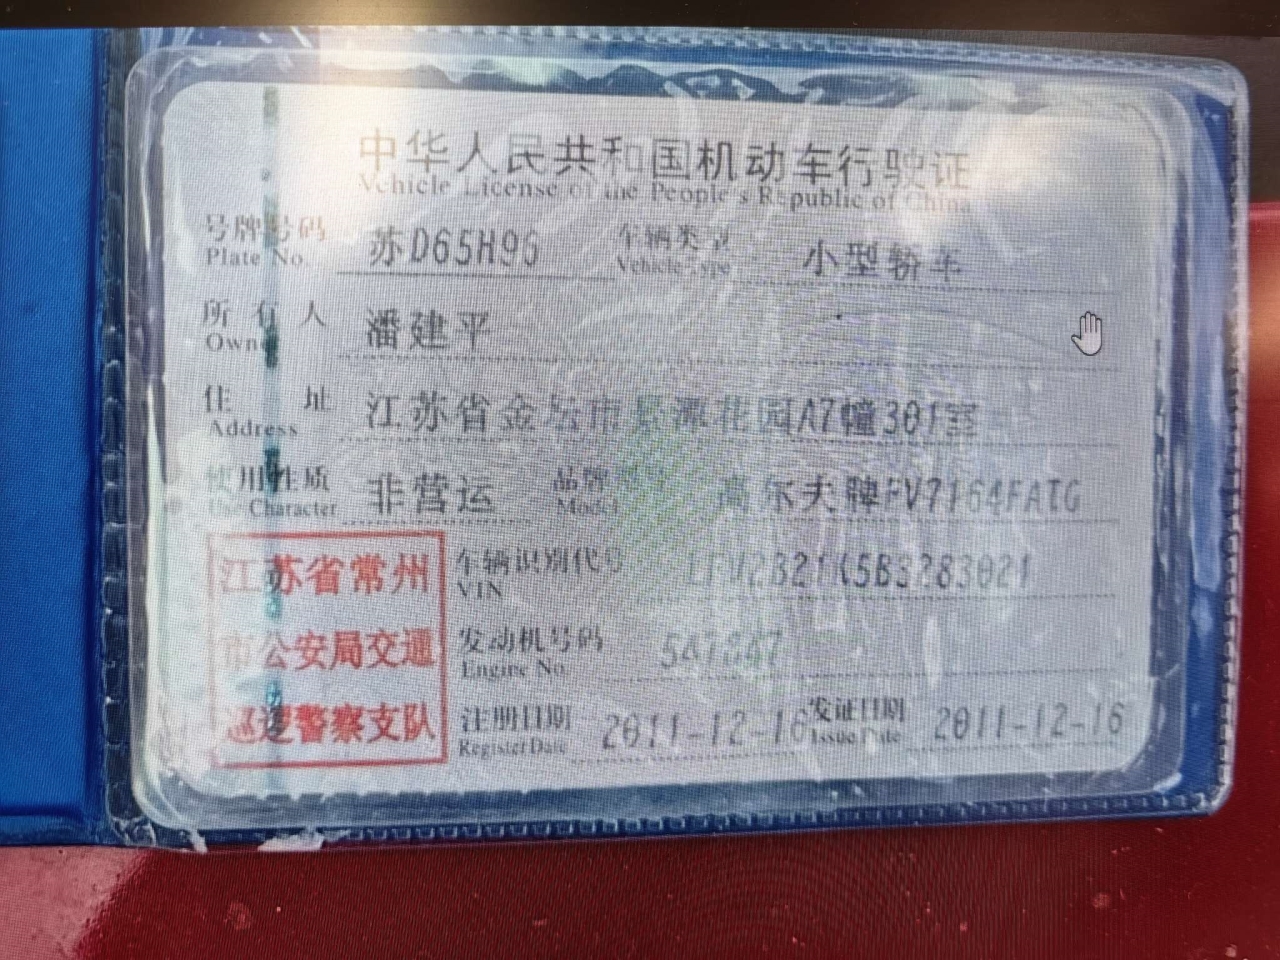 中华人民共和国机动车行驶证
Vehicle License of the People's Republic of China
号牌号码 苏D65H96 车辆类型 小型轿车
Plate No. Vehicle Type
所有人 潘建平
Owner
住址 江苏省金坛市 花园A7幢301室
Address
使用性质 非营运 品牌型号 高尔夫牌FV7164FATG
Use Character Model
江苏省常州 车辆识别代号
VIN
市公安局交通 发动机号码
Engine No.
巡逻警察支队 注册日期 2011-12-16 发证日期 2011-12-16
Register Date Issue Date